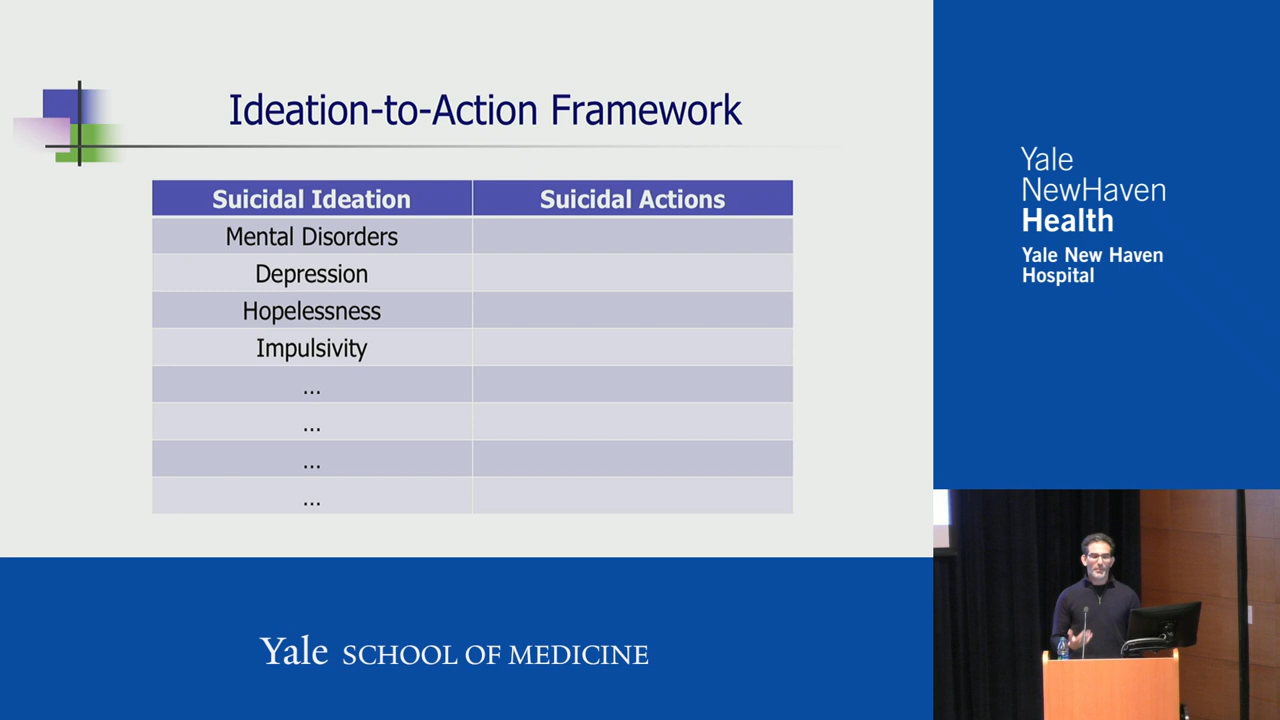 Ideation-to-Action Framework
Suicidal Ideation Suicidal Actions
Mental Disorders
Depression
Hopelessness
Impulsivity
...
...
...
...
Yale SCHOOL OF MEDICINE
Yale
NewHaven
Health
Yale New Haven
Hospital